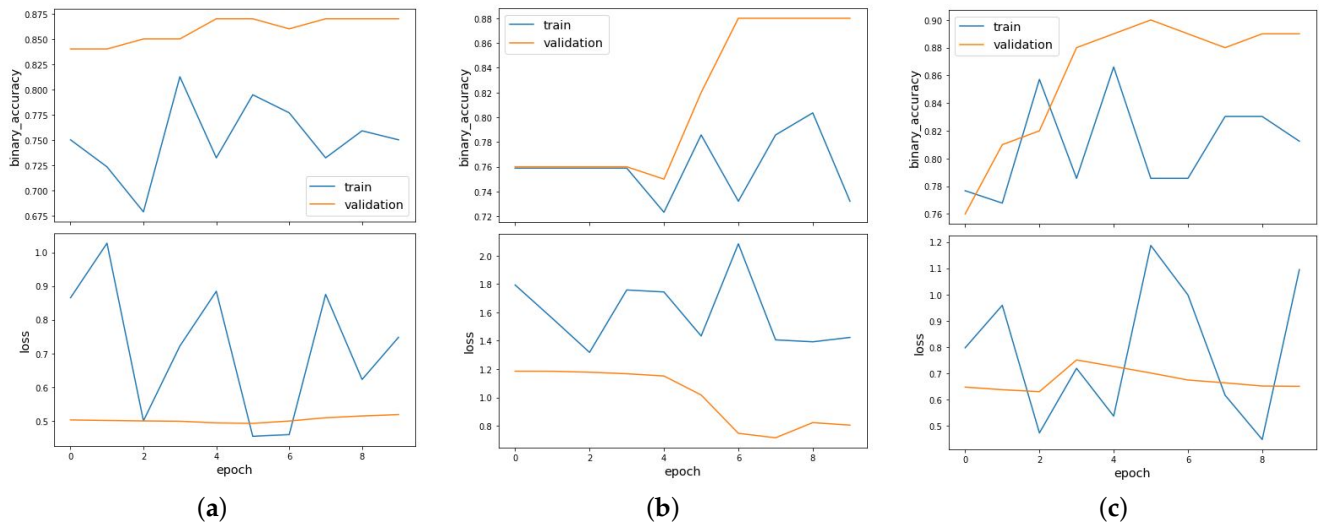 0.875
0.850
0.825
0.800
0.775
0.750
0.725
0.700
0.675
binary_accuracy
train
validation
1.0
0.9
0.8
0.7
0.6
0.5
loss
0 2 4 6 8
epoch
(a)
0.88
0.86
0.84
0.82
0.80
0.78
0.76
0.74
0.72
binary_accuracy
train
validation
2.0
1.8
1.6
1.4
1.2
1.0
0.8
loss
0 2 4 6 8
epoch
(b)
0.90
0.88
0.86
0.84
0.82
0.80
0.78
0.76
binary_accuracy
train
validation
1.2
1.1
1.0
0.9
0.8
0.7
0.6
0.5
loss
0 2 4 6 8
epoch
(c)